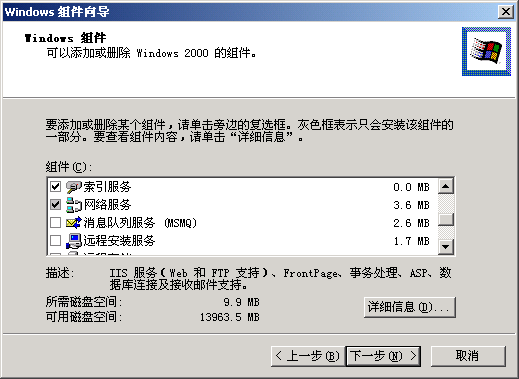 Windows 组件向导
Windows 组件
可以添加或删除 Windows 2000 的组件。
要添加或删除某个组件，请单击旁边的复选框。灰色框表示只会安装该组件的
一部分。要查看组件内容，请单击“详细信息”。
组件(C):
索引服务 0.0 MB
网络服务 3.6 MB
消息队列服务 (MSMQ) 2.6 MB
远程安装服务 1.7 MB
描述: IIS 服务(Web 和 FTP 支持)、FrontPage、事务处理、ASP、数
据库连接及接收邮件支持。
所需磁盘空间: 9.9 MB
可用磁盘空间: 13963.5 MB
详细信息(D)...
< 上一步(B) 下一步(N) > 取消